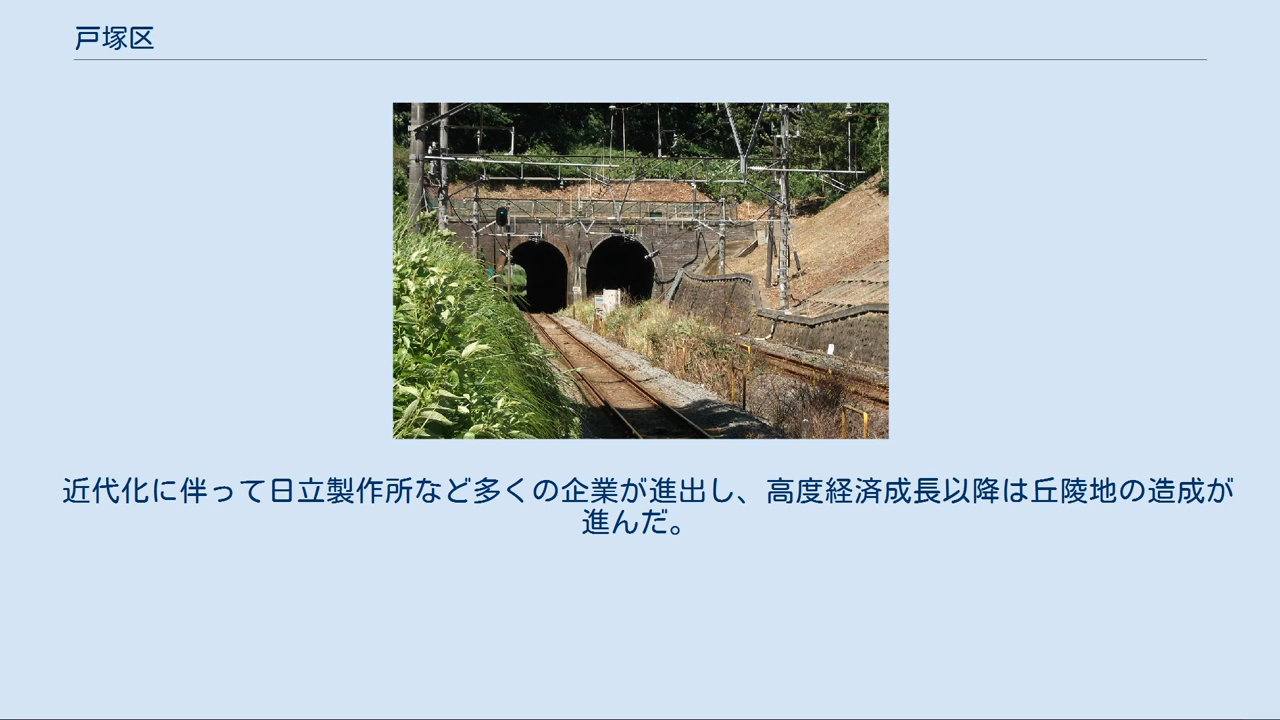 戸塚区
近代化に伴って日立製作所など多くの企業が進出し、高度経済成長以降は丘陵地の造成が
進んだ。